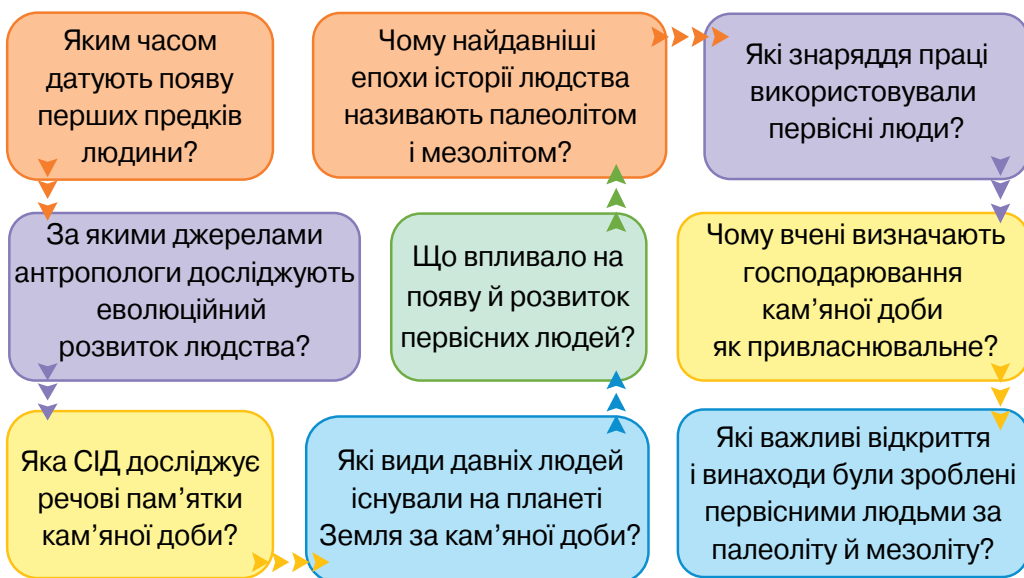 Яким часом
датують появу
перших предків
людини?
За якими джерелами
антропологи досліджують
еволюційний
розвиток людства?
Яка СІД досліджує
речові пам’ятки
кам’яної доби?
Які види давніх людей
існували на планеті
Земля за кам’яної доби?
Що впливало на
появу й розвиток
первісних людей?
Чому найдавніші
епохи історії людства
називають палеолітом
і мезолітом?
Які знаряддя праці
використовували
первісні люди?
Чому вчені визначають
господарювання
кам’яної доби
як привласнювальне?
Які важливі відкриття
і винаходи були зроблені
первісними людьми за
палеоліту й мезоліту?